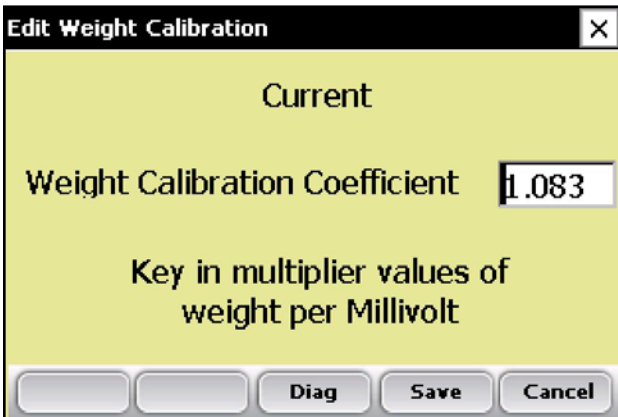 Edit Weight Calibration
Current
Weight Calibration Coefficient 1.083
Key in multiplier values of
weight per Millivolt
Diag Save Cancel